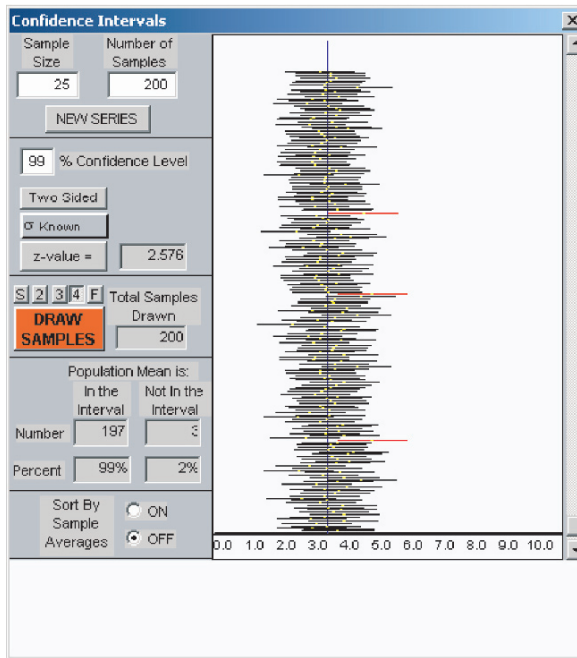 Confidence Intervals
Sample Size
Number of Samples
25
200
NEW SERIES
99 % Confidence Level
Two Sided
σ Known
z-value = 2.576
S 2 3 4 F
DRAW SAMPLES
Total Samples Drawn
200
Population Mean is:
In the Interval
Not In the Interval
Number 197 3
Percent 99% 2%
Sort By Sample Averages
ON
OFF
0.0 1.0 2.0 3.0 4.0 5.0 6.0 7.0 8.0 9.0 10.0